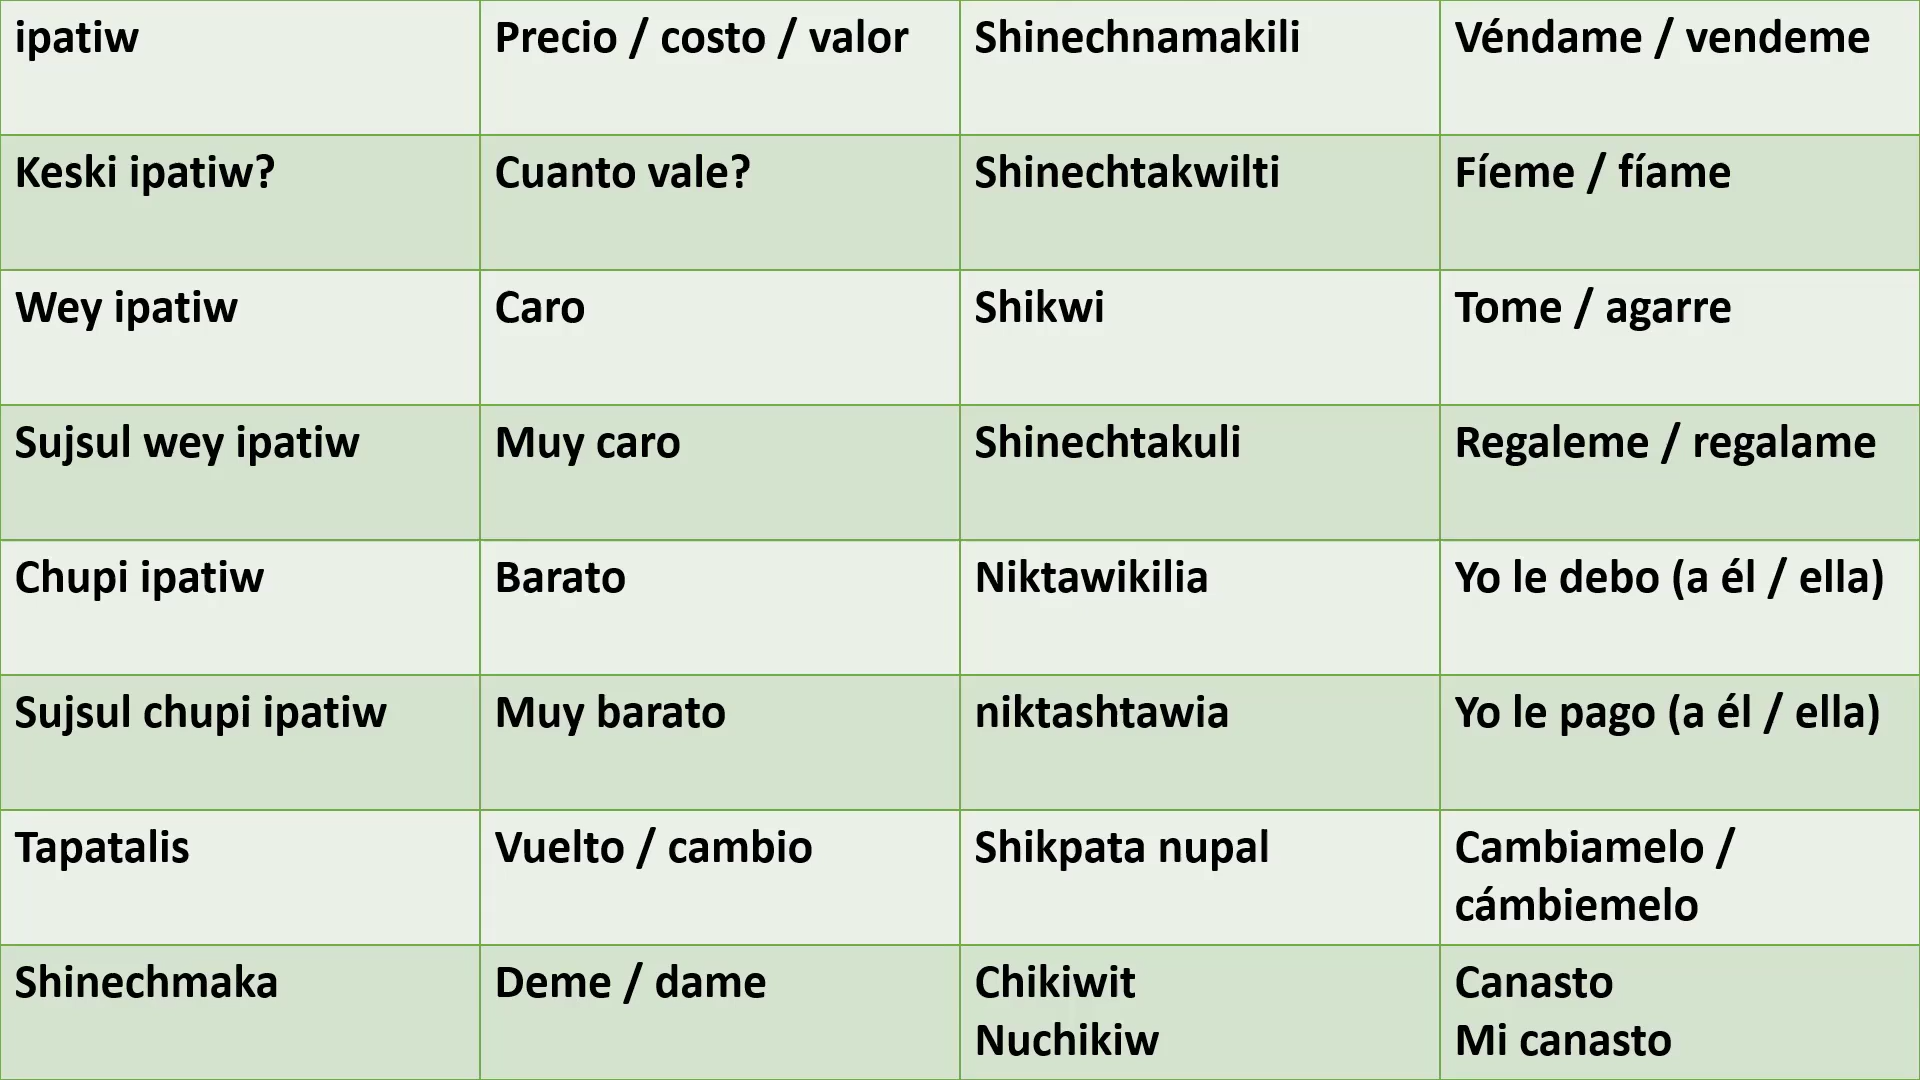 ipatiw
Precio / costo / valor
Shinechnamakili
Véndame / vendeme
Keski ipatiw?
Cuanto vale?
Shinechtakwilti
Fíeme / fíame
Wey ipatiw
Caro
Shikwi
Tome / agarre
Sujsul wey ipatiw
Muy caro
Shinechtakuli
Regaleme / regalame
Chupi ipatiw
Barato
Niktawikilia
Yo le debo (a él / ella)
Sujsul chupi ipatiw
Muy barato
niktashtawia
Yo le pago (a él / ella)
Tapatalis
Vuelto / cambio
Shikpata nupal
Cambiamelo /
cámbiemelo
Shinechmaka
Deme / dame
Chikiwit
Nuchikiw
Canasto
Mi canasto